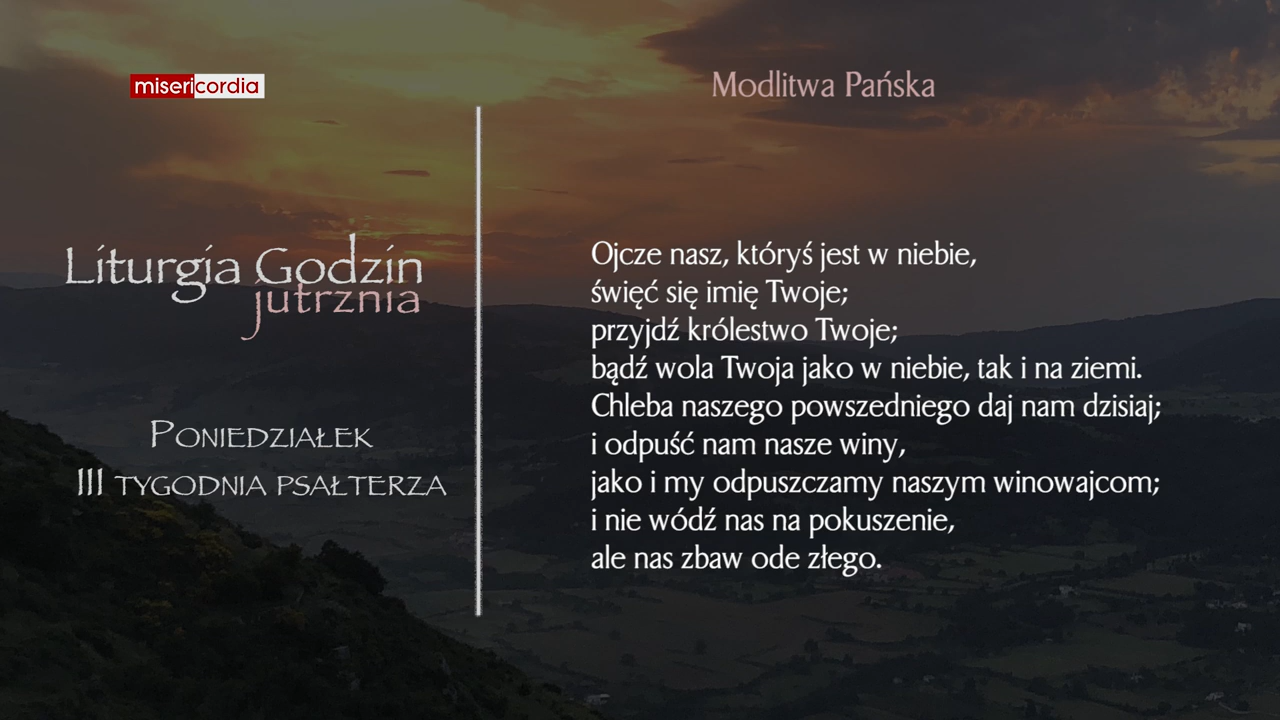 misericordia
Liturgia Godzin
jutrznia
Poniedziałek
III tygodnia psałterza
Modlitwa Pańska
Ojcze nasz, któryś jest w niebie,
święć się imię Twoje;
przyjdź królestwo Twoje;
bądź wola Twoja jako w niebie, tak i na ziemi.
Chleba naszego powszedniego daj nam dzisiaj;
i odpuść nam nasze winy,
jako i my odpuszczamy naszym winowajcom;
i nie wódź nas na pokuszenie,
ale nas zbaw ode złego.